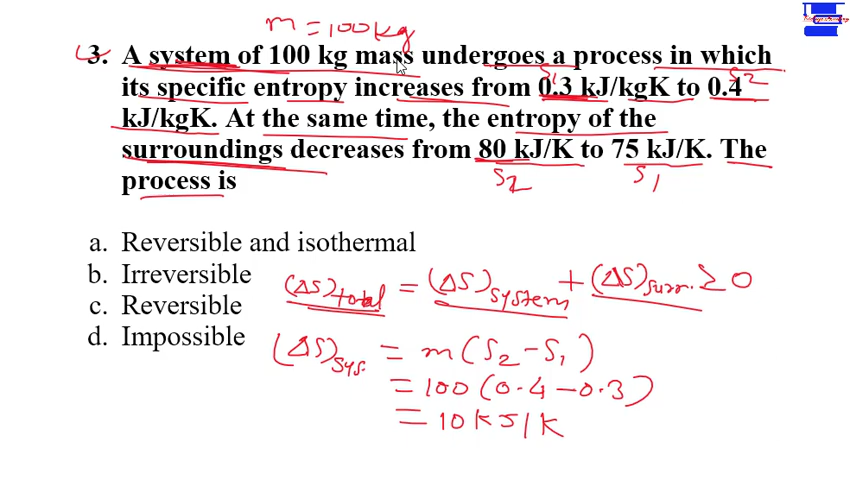 m = 100 kg
3. A system of 100 kg mass undergoes a process in which
S1 S2
its specific entropy increases from 0.3 kJ/kgK to 0.4
kJ/kgK. At the same time, the entropy of the
surroundings decreases from 80 kJ/K to 75 kJ/K. The
S2 S1
process is
a. Reversible and isothermal
b. Irreversible
(ΔS)total = (ΔS)system + (ΔS)surr. ≥ 0
c. Reversible
d. Impossible
(ΔS)sys. = m(S2 - S1)
= 100 (0.4 - 0.3)
= 10 KJ/K